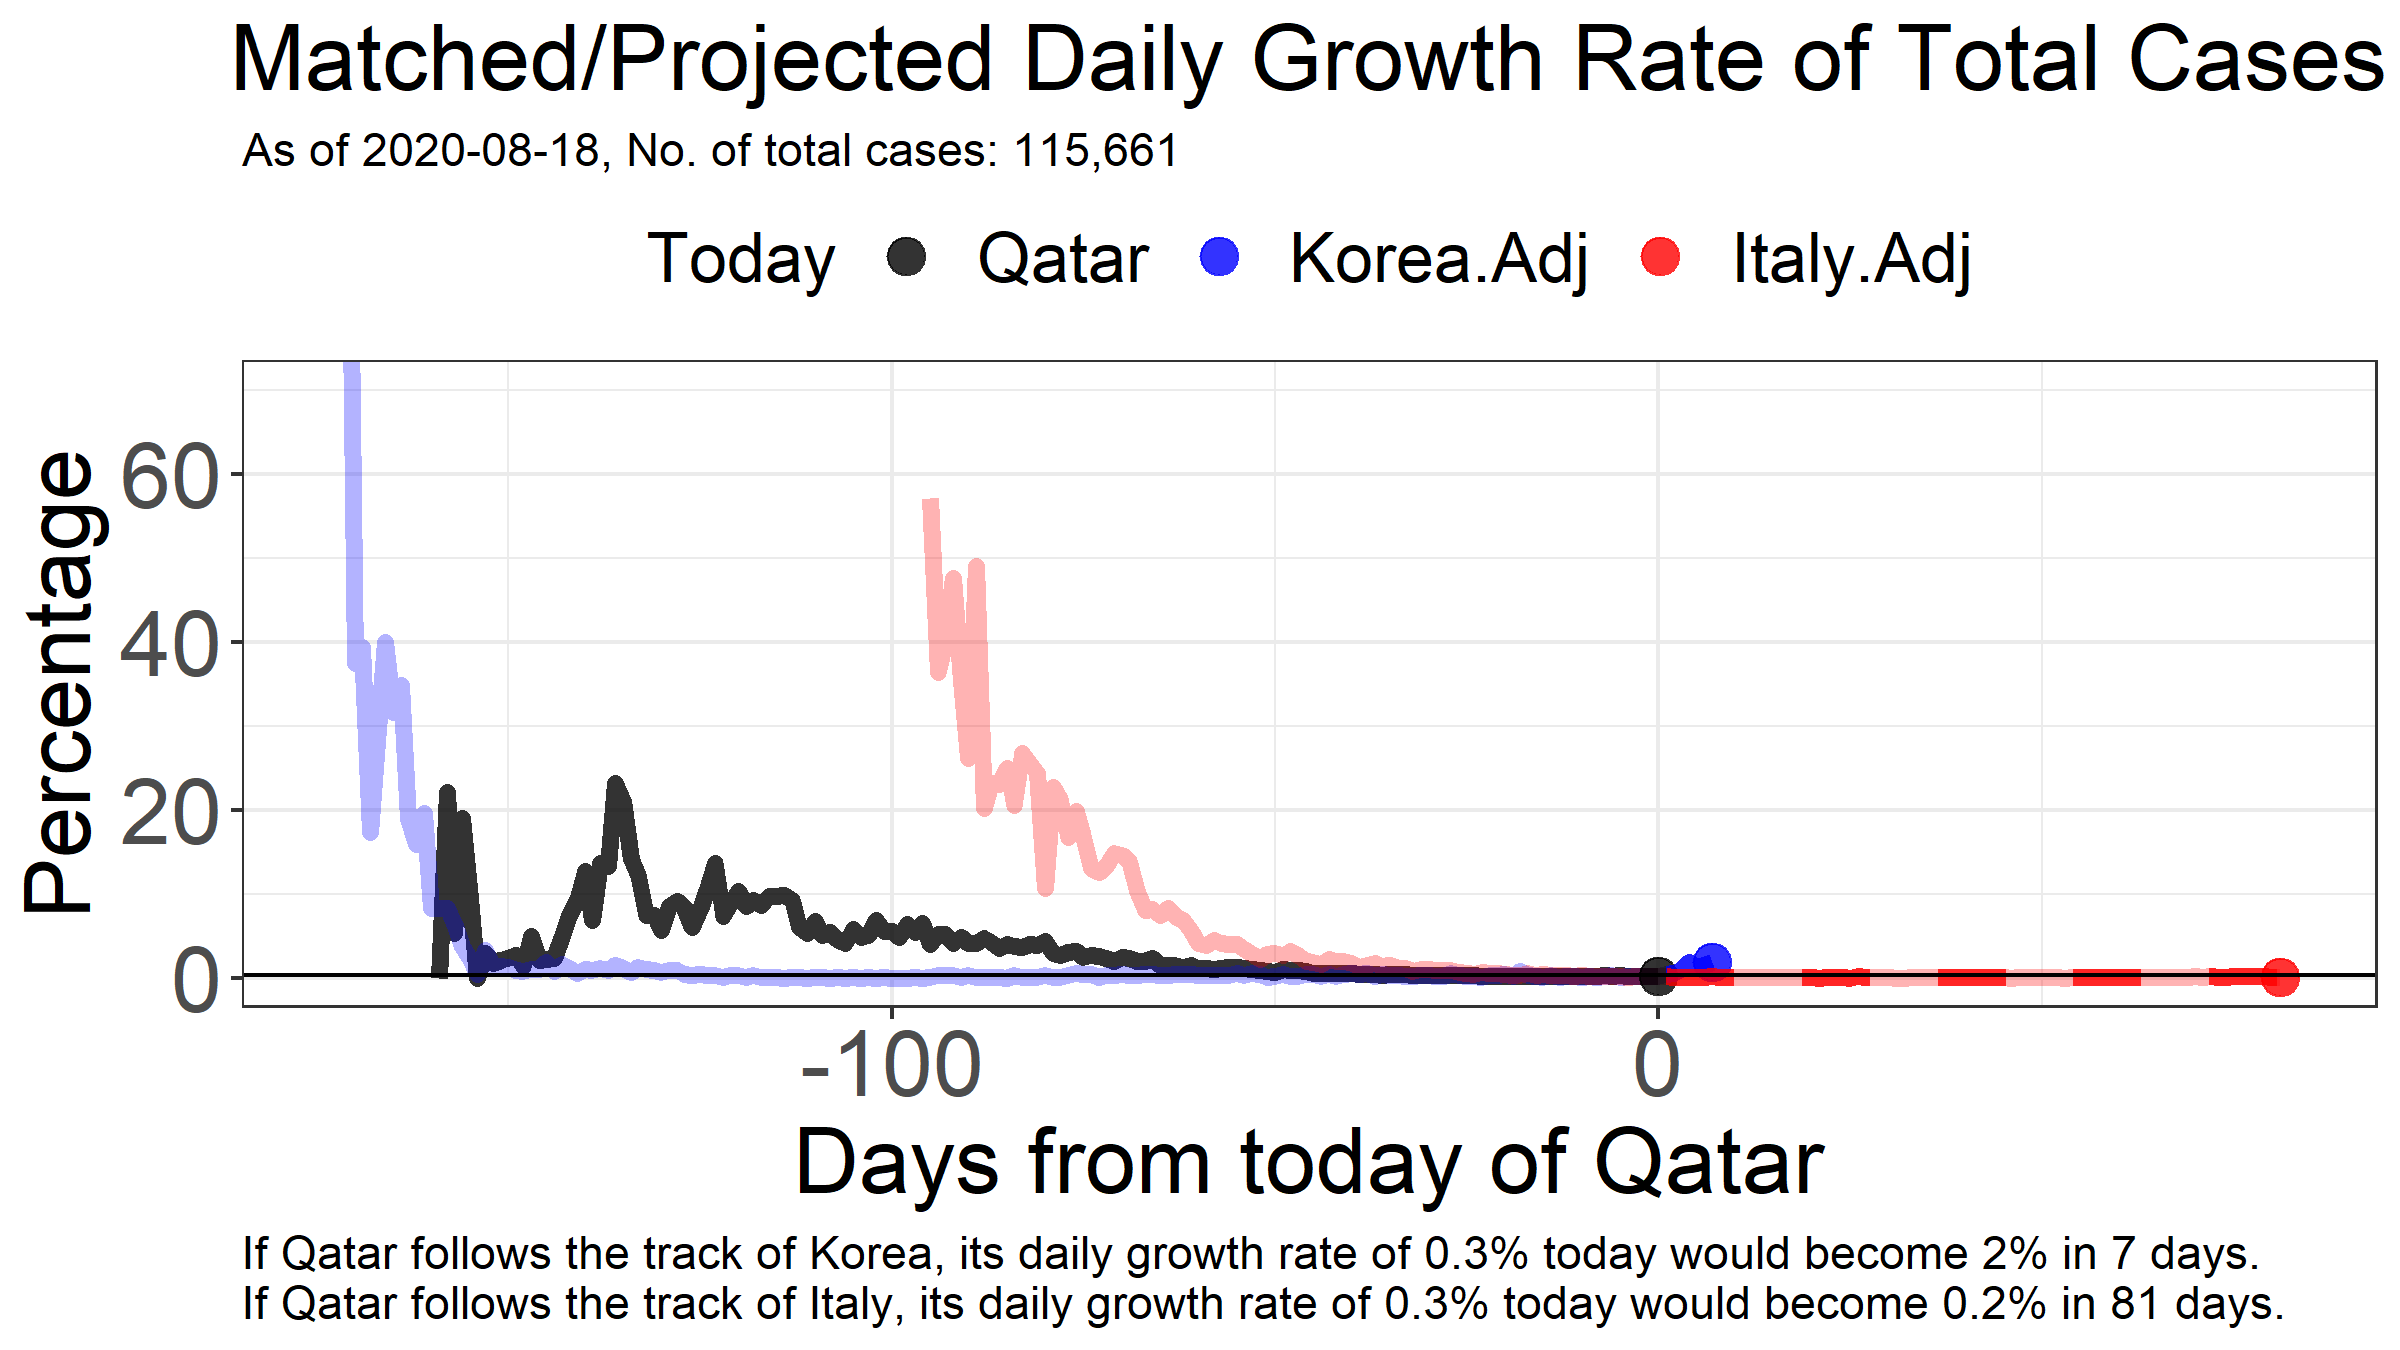 Matched/Projected Daily Growth Rate of Total Cases
As of 2020-08-18, No. of total cases: 115,661
Today Qatar Korea.Adj Italy.Adj
Percentage
60
40
20
0
-100 0
Days from today of Qatar
If Qatar follows the track of Korea, its daily growth rate of 0.3% today would become 2% in 7 days.
If Qatar follows the track of Italy, its daily growth rate of 0.3% today would become 0.2% in 81 days.